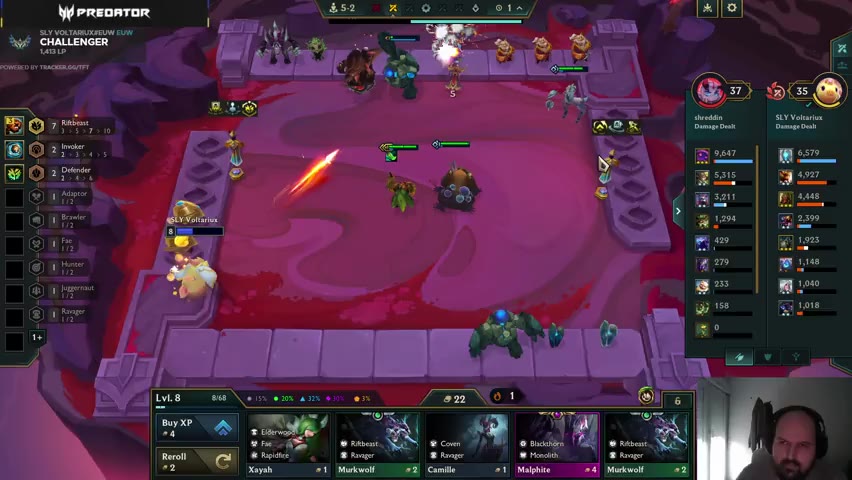 PREDATOR
SLY VOLTARIUX#EUW EUW
CHALLENGER
1,413 LP
POWERED BY TRACKER.GG/TFT
5-2
1
7 Riftbeast
3 > 5 > 7 > 10
2 Invoker
2 > 3 > 4 > 5
2 Defender
2 > 4 > 6
1 Adaptor
1 / 2
1 Brawler
1 / 2
1 Fae
1 / 2
1 Hunter
1 / 2
1 Juggernaut
1 / 2
1 Ravager
1 / 2
1+
SLY Voltariux
8
5
37
35
shreddin
Damage Dealt
SLY Voltariux
Damage Dealt
9,647
6,579
5,315
4,927
3,211
4,448
1,294
2,399
429
1,923
279
1,148
233
1,040
158
1,018
0
Lvl. 8
8/68
15%
20%
32%
30%
3%
22
1
6
Buy XP
4
Reroll
2
Elderwood
Fae
Rapidfire
Xayah
1
Riftbeast
Ravager
Murkwolf
2
Coven
Ravager
Camille
1
Blackthorn
Monolith
Malphite
4
Riftbeast
Ravager
Murkwolf
2